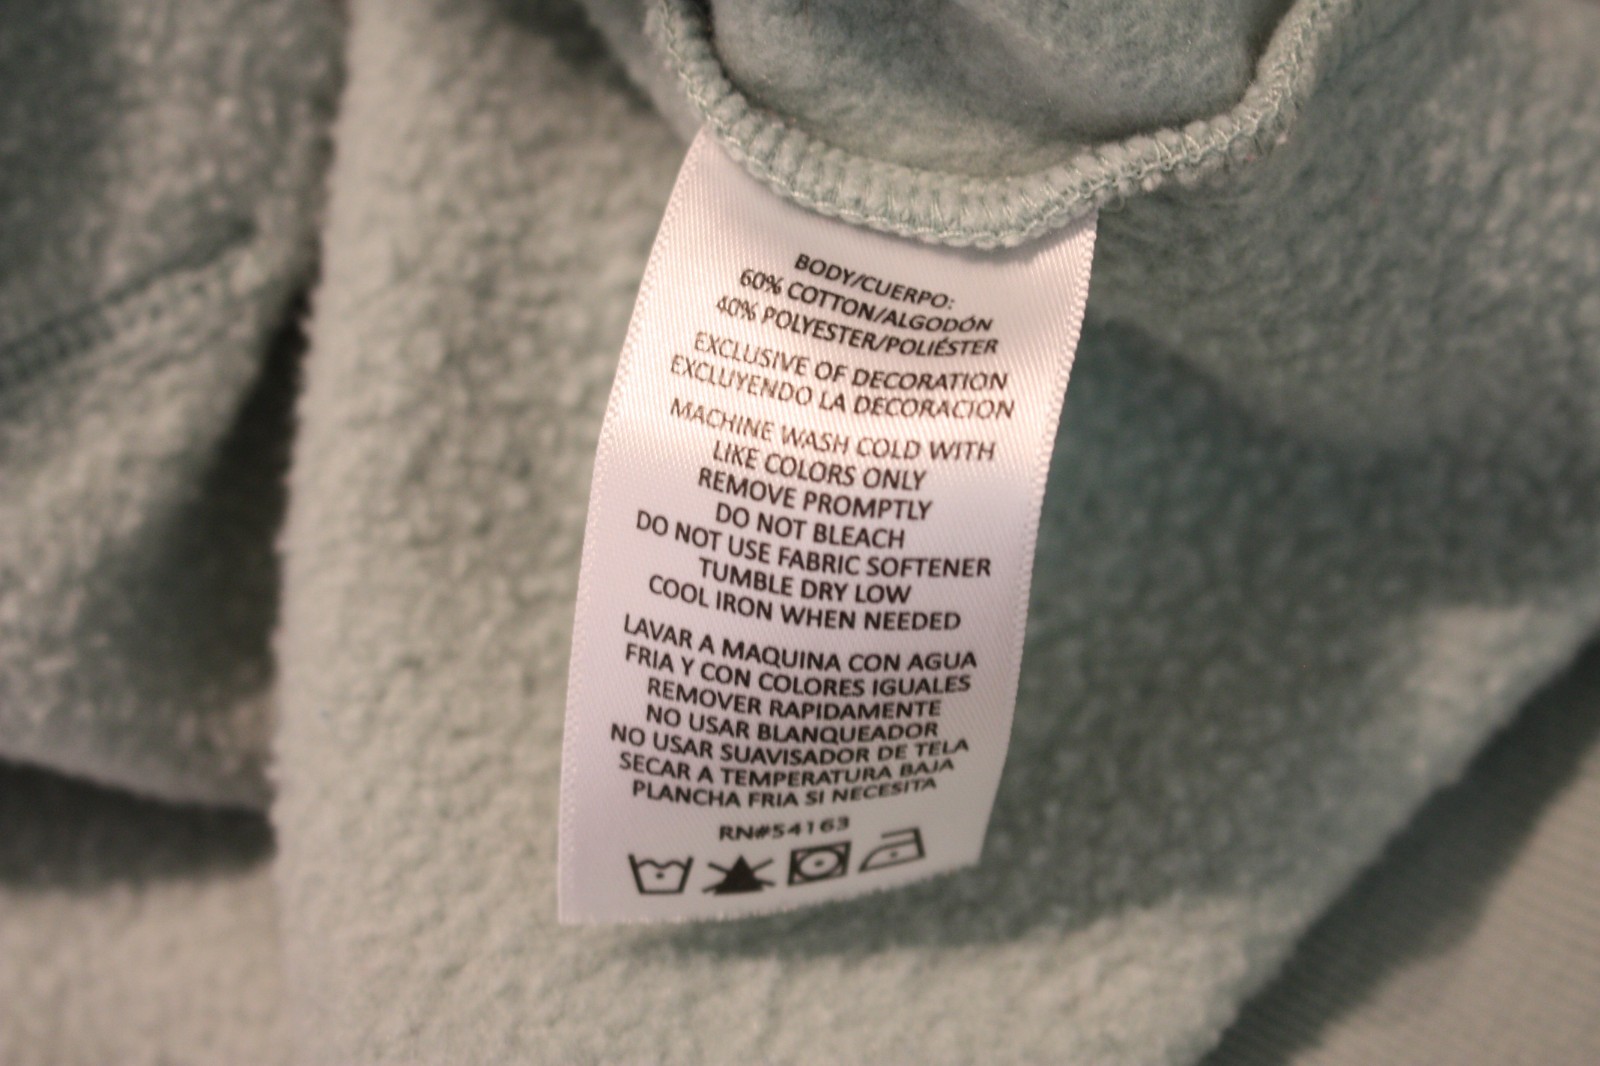 BODY/CUERPO:
60% COTTON/ALGODÓN
40% POLYESTER/POLIÉSTER
EXCLUSIVE OF DECORATION
EXCLUYENDO LA DECORACION
MACHINE WASH COLD WITH
LIKE COLORS ONLY
REMOVE PROMPTLY
DO NOT BLEACH
DO NOT USE FABRIC SOFTENER
TUMBLE DRY LOW
COOL IRON WHEN NEEDED
LAVAR A MAQUINA CON AGUA
FRIA Y CON COLORES IGUALES
REMOVER RAPIDAMENTE
NO USAR BLANQUEADOR
NO USAR SUAVISADOR DE TELA
SECAR A TEMPERATURA BAJA
PLANCHA FRIA SI NECESITA
RN#54163